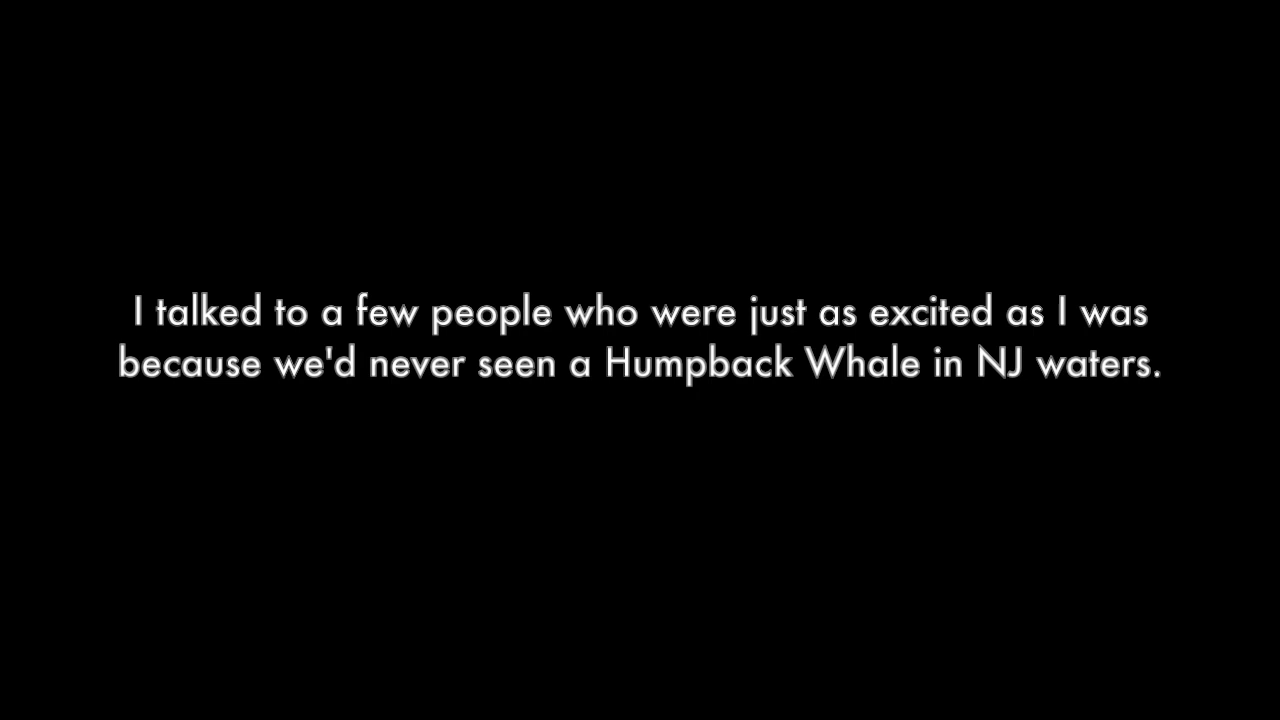 I talked to a few people who were just as excited as I was
because we'd never seen a Humpback Whale in NJ waters.